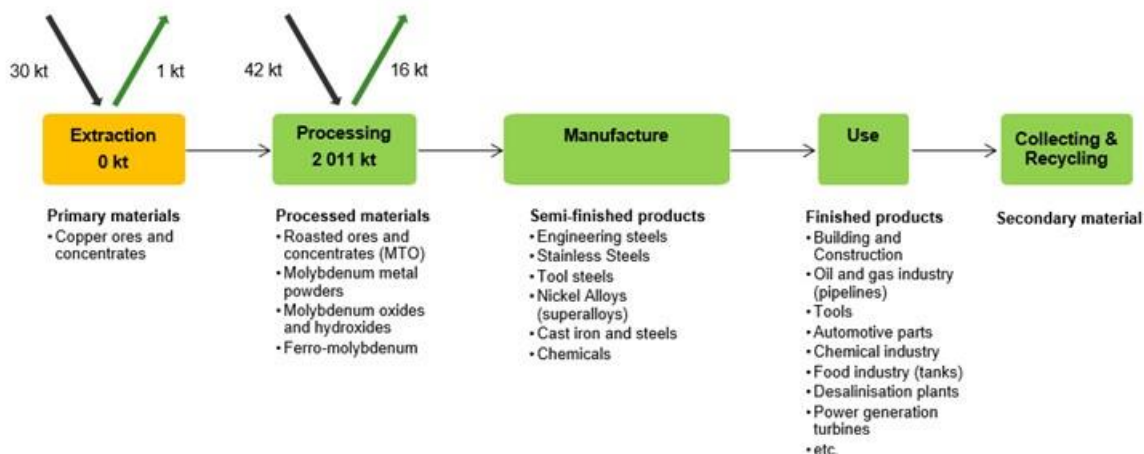 30 kt
1 kt
42 kt
16 kt
Extraction
0 kt
Processing
2 011 kt
Manufacture
Use
Collecting &
Recycling
Primary materials
• Copper ores and
concentrates
Processed materials
• Roasted ores and
concentrates (MTO)
• Molybdenum metal
powders
• Molybdenum oxides
and hydroxides
• Ferro-molybdenum
Semi-finished products
• Engineering steels
• Stainless Steels
• Tool steels
• Nickel Alloys
(superalloys)
• Cast iron and steels
• Chemicals
Finished products
• Building and
Construction
• Oil and gas industry
(pipelines)
• Tools
• Automotive parts
• Chemical industry
• Food industry (tanks)
• Desalinisation plants
• Power generation
turbines
• etc.
Secondary material